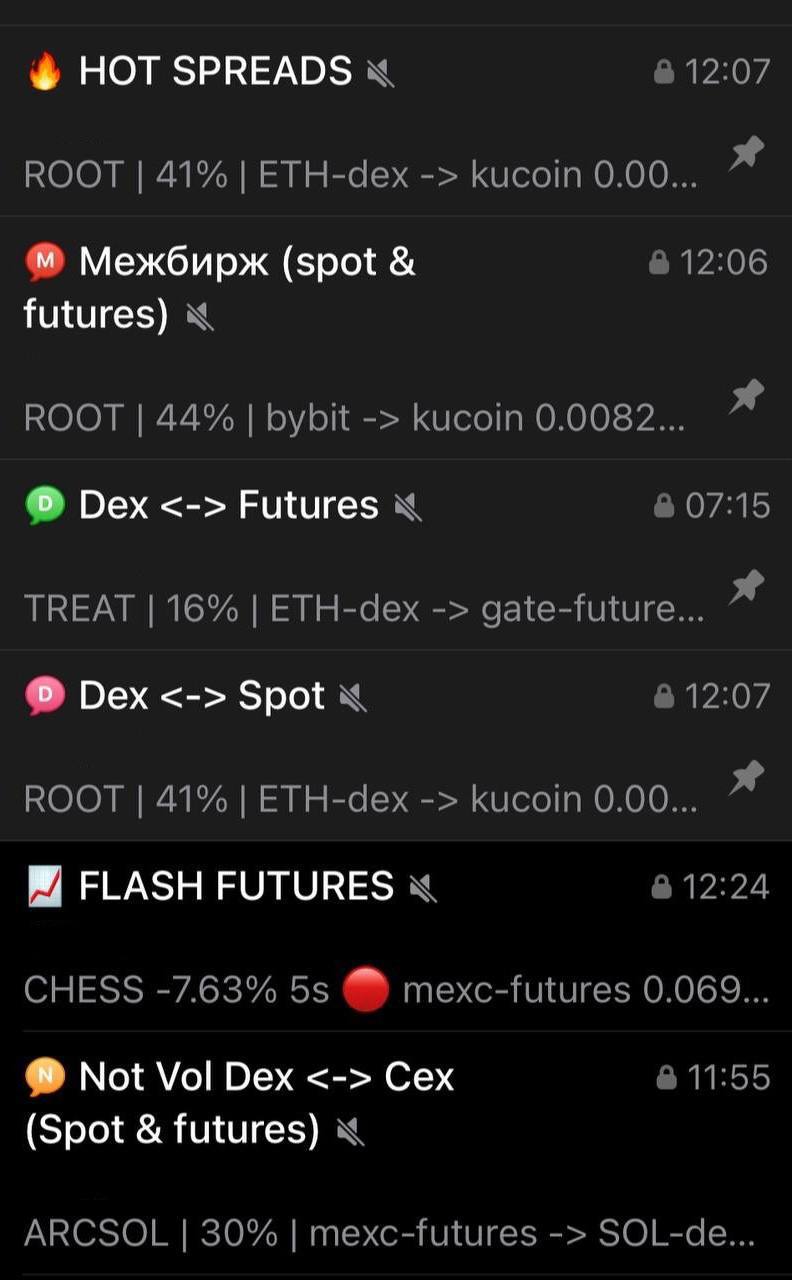 🔥 HOT SPREADS 12:07
ROOT | 41% | ETH-dex -> kucoin 0.00...
M Межбирж (spot & 12:06
futures)
ROOT | 44% | bybit -> kucoin 0.0082...
D Dex <-> Futures 07:15
TREAT | 16% | ETH-dex -> gate-future...
D Dex <-> Spot 12:07
ROOT | 41% | ETH-dex -> kucoin 0.00...
📈 FLASH FUTURES 12:24
CHESS -7.63% 5s 🔴 mexc-futures 0.069...
N Not Vol Dex <-> Cex 11:55
(Spot & futures)
ARCSOL | 30% | mexc-futures -> SOL-de...